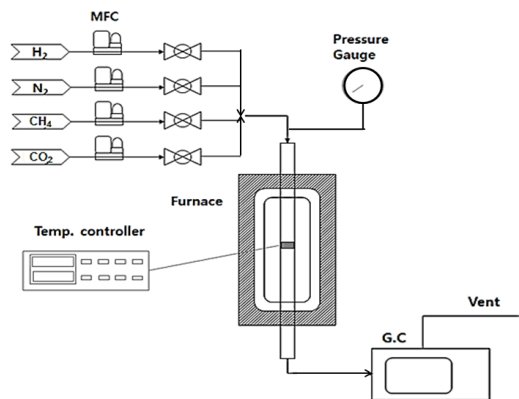 MFC
H2
N2
CH4
CO2
Pressure
Gauge
Furnace
Temp. controller
Vent
G.C